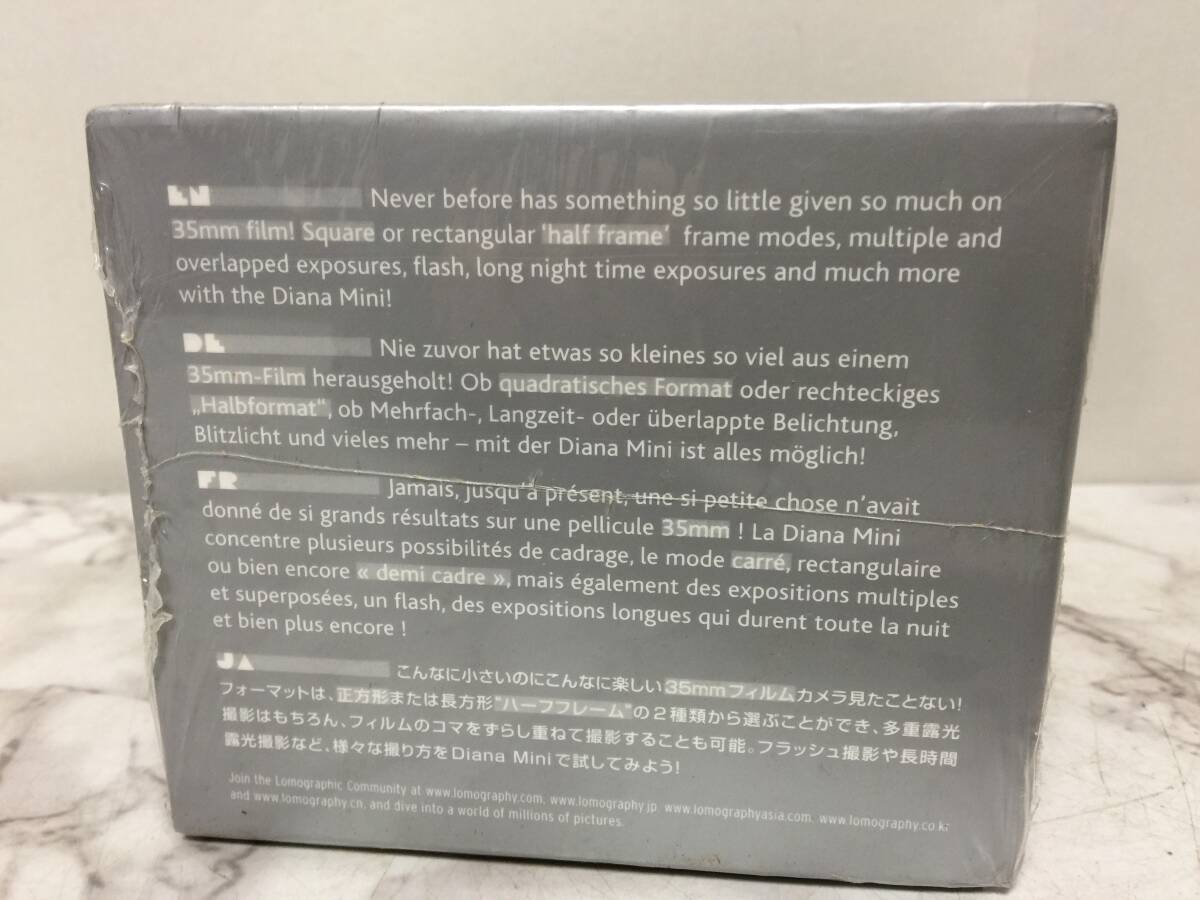 EN Never before has something so little given so much on
35mm film! Square or rectangular 'half frame' frame modes, multiple and
overlapped exposures, flash, long night time exposures and much more
with the Diana Mini!
DE Nie zuvor hat etwas so kleines so viel aus einem
35mm-Film herausgeholt! Ob quadratisches Format oder rechteckiges
„Halbformat", ob Mehrfach-, Langzeit- oder überlappte Belichtung,
Blitzlicht und vieles mehr – mit der Diana Mini ist alles möglich!
FR Jamais, jusqu'à présent, une si petite chose n'avait
donné de si grands résultats sur une pellicule 35mm ! La Diana Mini
concentre plusieurs possibilités de cadrage, le mode carré, rectangulaire
ou bien encore « demi cadre », mais également des expositions multiples
et superposées, un flash, des expositions longues qui durent toute la nuit
et bien plus encore !
JA こんなに小さいのにこんなに楽しい35mmフィルムカメラ見たことない!
フォーマットは、正方形または長方形"ハーフフレーム"の2種類から選ぶことができ、多重露光
撮影はもちろん、フィルムのコマをずらし重ねて撮影することも可能。フラッシュ撮影や長時間
露光撮影など、様々な撮り方をDiana Miniで試してみよう!
Join the Lomographic Community at www.lomography.com, www.lomography.jp, www.lomographyasia.com, www.lomography.co.kr
and www.lomography.cn, and dive into a world of millions of pictures.